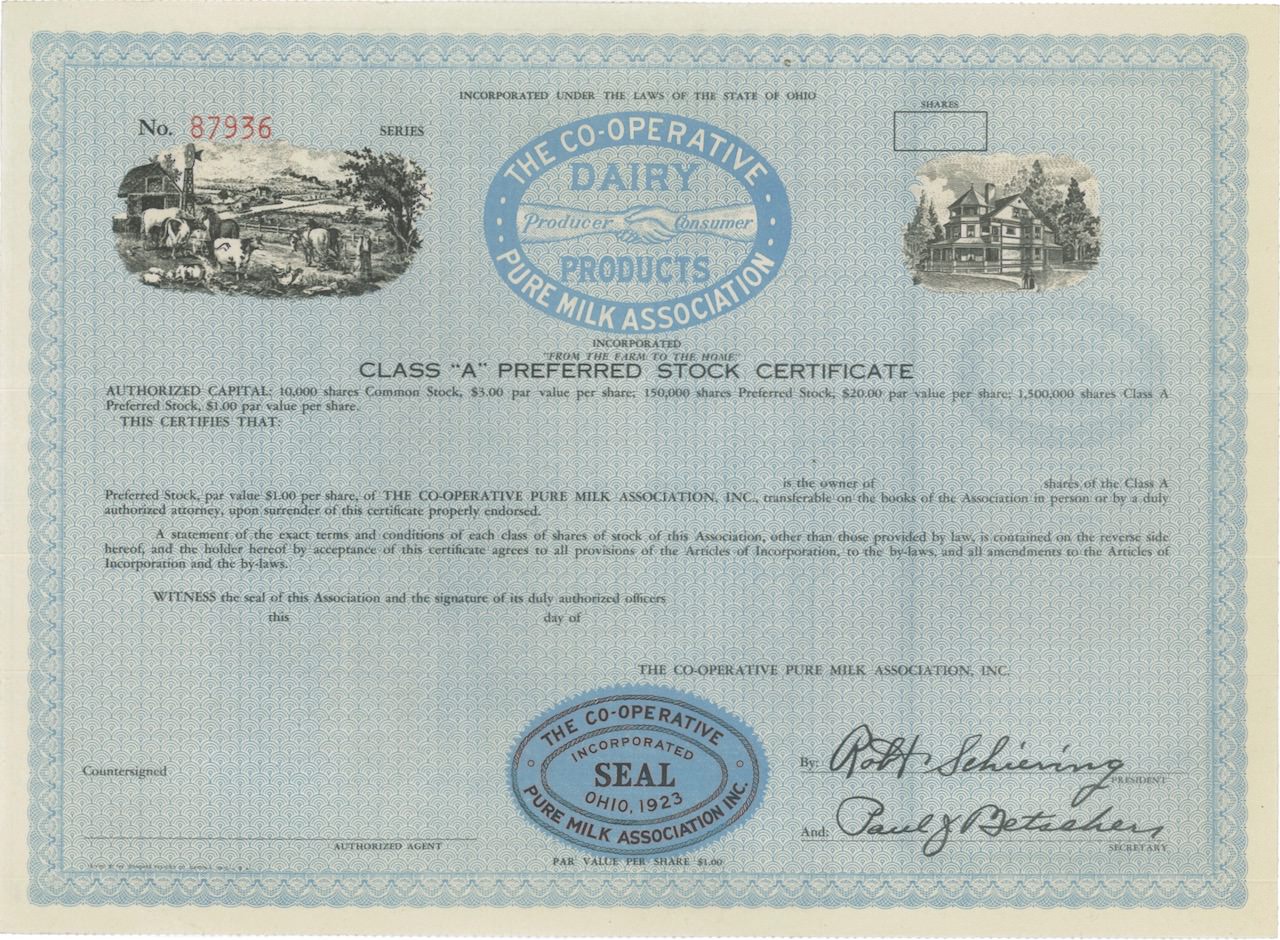 INCORPORATED UNDER THE LAWS OF THE STATE OF OHIO
SHARES
No. 87936
SERIES
THE CO-OPERATIVE
DAIRY
Producer Consumer
PRODUCTS
PURE MILK ASSOCIATION
INCORPORATED
"FROM THE FARM TO THE HOME"
CLASS "A" PREFERRED STOCK CERTIFICATE
AUTHORIZED CAPITAL: 10,000 shares Common Stock, $3.00 par value per share; 150,000 shares Preferred Stock, $20.00 par value per share; 1,500,000 shares Class A
Preferred Stock, $1.00 par value per share.
THIS CERTIFIES THAT:
is the owner of shares of the Class A
Preferred Stock, par value $1.00 per share, of THE CO-OPERATIVE PURE MILK ASSOCIATION, INC., transferable on the books of the Association in person or by a duly
authorized attorney, upon surrender of this certificate properly endorsed.
A statement of the exact terms and conditions of each class of shares of stock of this Association, other than those provided by law, is contained on the reverse side
hereof, and the holder hereof by acceptance of this certificate agrees to all provisions of the Articles of Incorporation, to the by-laws, and all amendments to the Articles of
Incorporation and the by-laws.
WITNESS the seal of this Association and the signature of its duly authorized officers
this day of
THE CO-OPERATIVE PURE MILK ASSOCIATION, INC.
THE CO-OPERATIVE
INCORPORATED
SEAL
OHIO, 1923
PURE MILK ASSOCIATION INC.
By: Robt Schiering
PRESIDENT
Countersigned
And: Paul J Betschers
SECRETARY
AUTHORIZED AGENT
PAR VALUE PER SHARE $1.00